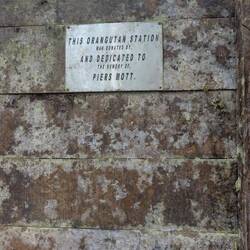 THIS ORANGUTAN STATION
WAS DONATED BY,
AND DEDICATED TO
THE MEMORY OF,
PIERS MOTT.